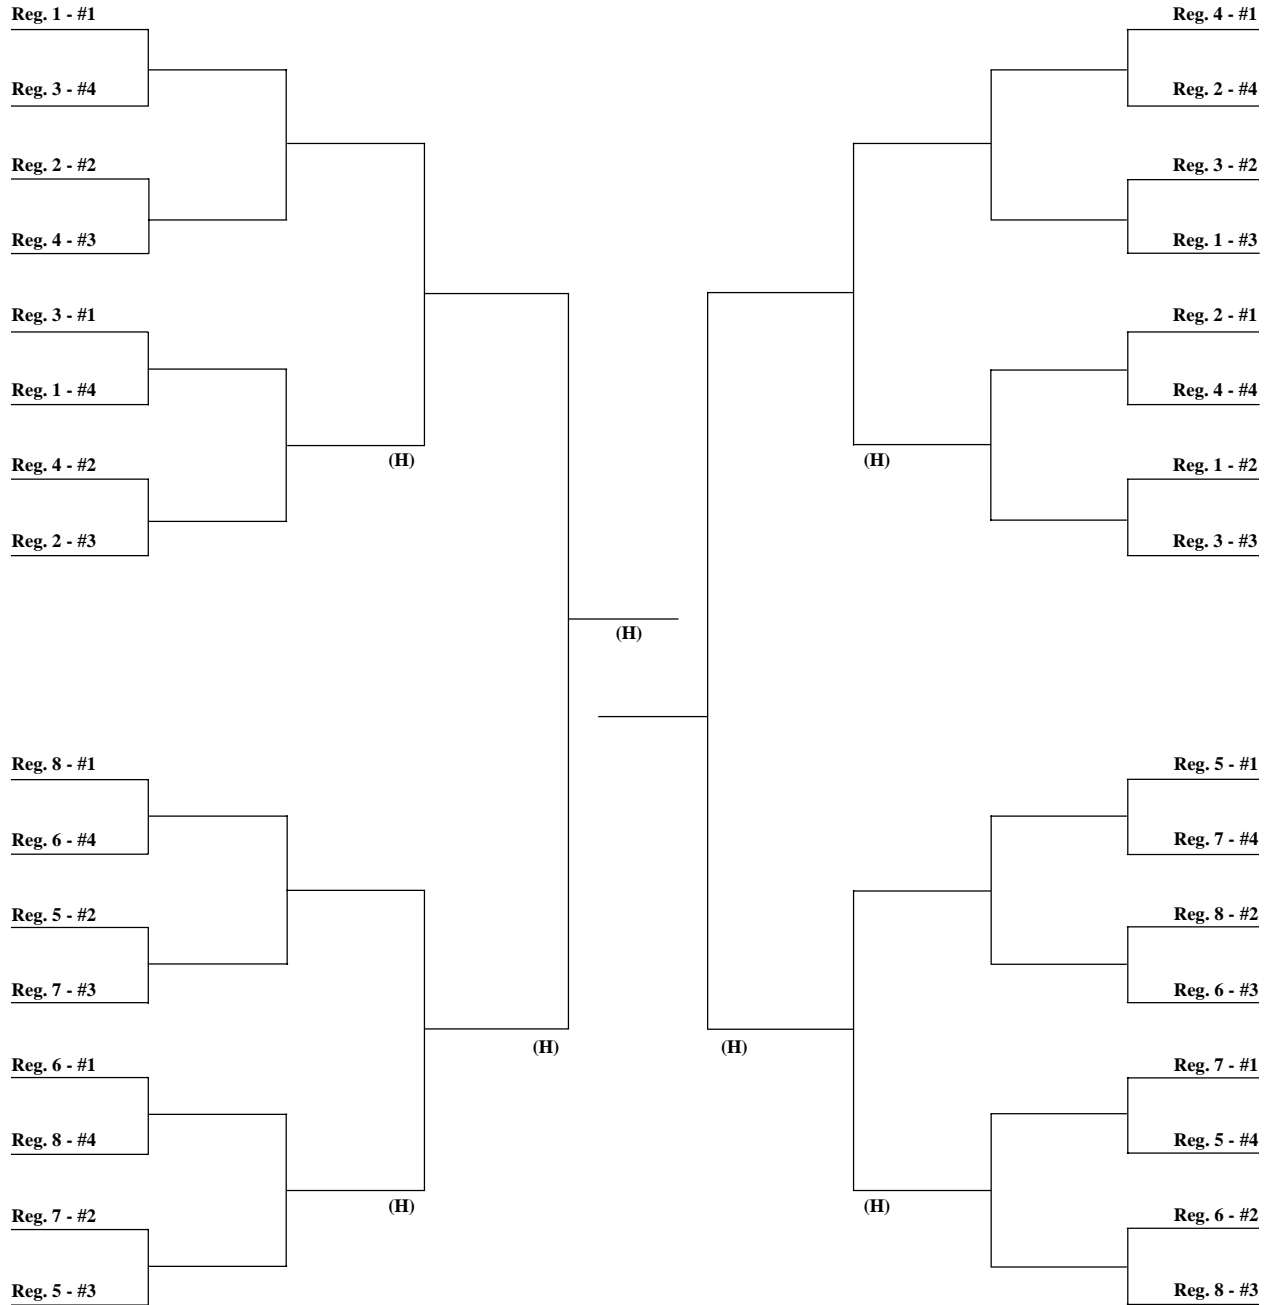 Reg. 1 - #1
Reg. 3 - #4
Reg. 2 - #2
Reg. 4 - #3
Reg. 3 - #1
Reg. 1 - #4
Reg. 4 - #2
Reg. 2 - #3
(H)
Reg. 8 - #1
Reg. 6 - #4
Reg. 5 - #2
Reg. 7 - #3
Reg. 6 - #1
Reg. 8 - #4
Reg. 7 - #2
Reg. 5 - #3
(H)
(H)
(H)
Reg. 4 - #1
Reg. 2 - #4
Reg. 3 - #2
Reg. 1 - #3
Reg. 2 - #1
Reg. 4 - #4
Reg. 1 - #2
Reg. 3 - #3
(H)
(H)
Reg. 5 - #1
Reg. 7 - #4
Reg. 8 - #2
Reg. 6 - #3
Reg. 7 - #1
Reg. 5 - #4
Reg. 6 - #2
Reg. 8 - #3
(H)